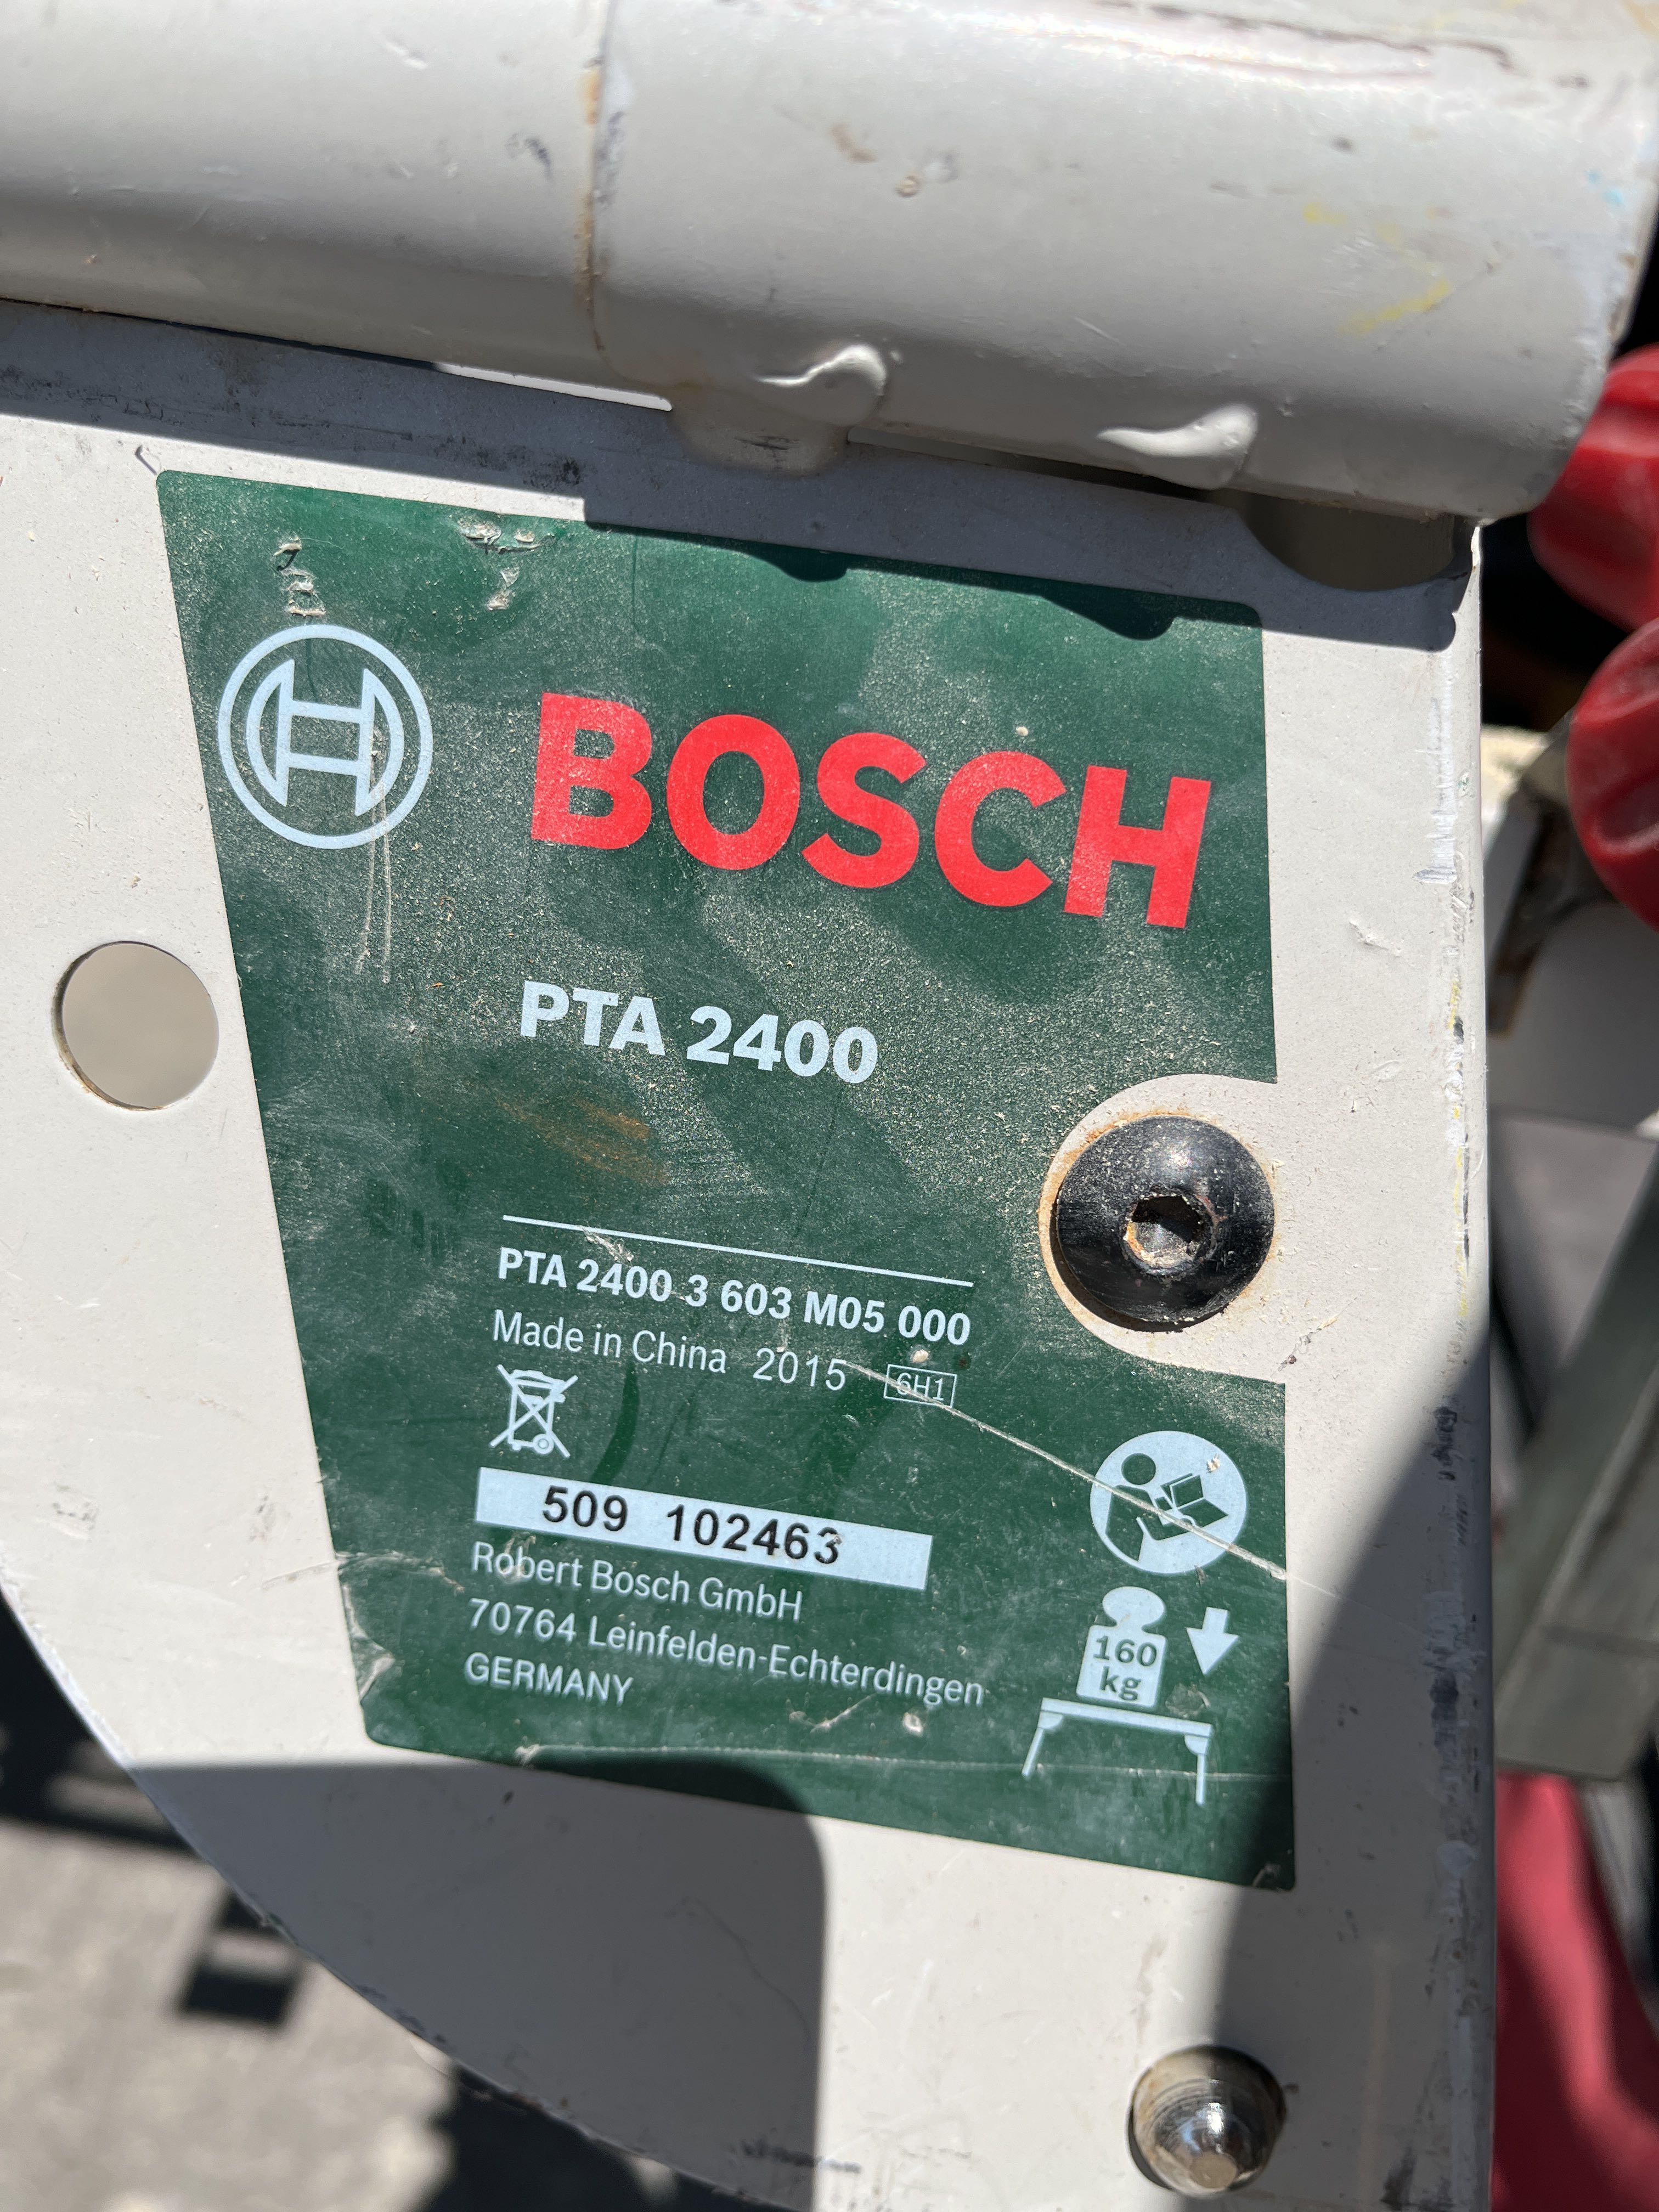 BOSCH
PTA 2400
PTA 2400 3 603 M05 000
Made in China 2015 6H1
509 102463
Robert Bosch GmbH
70764 Leinfelden-Echterdingen
GERMANY
160
kg